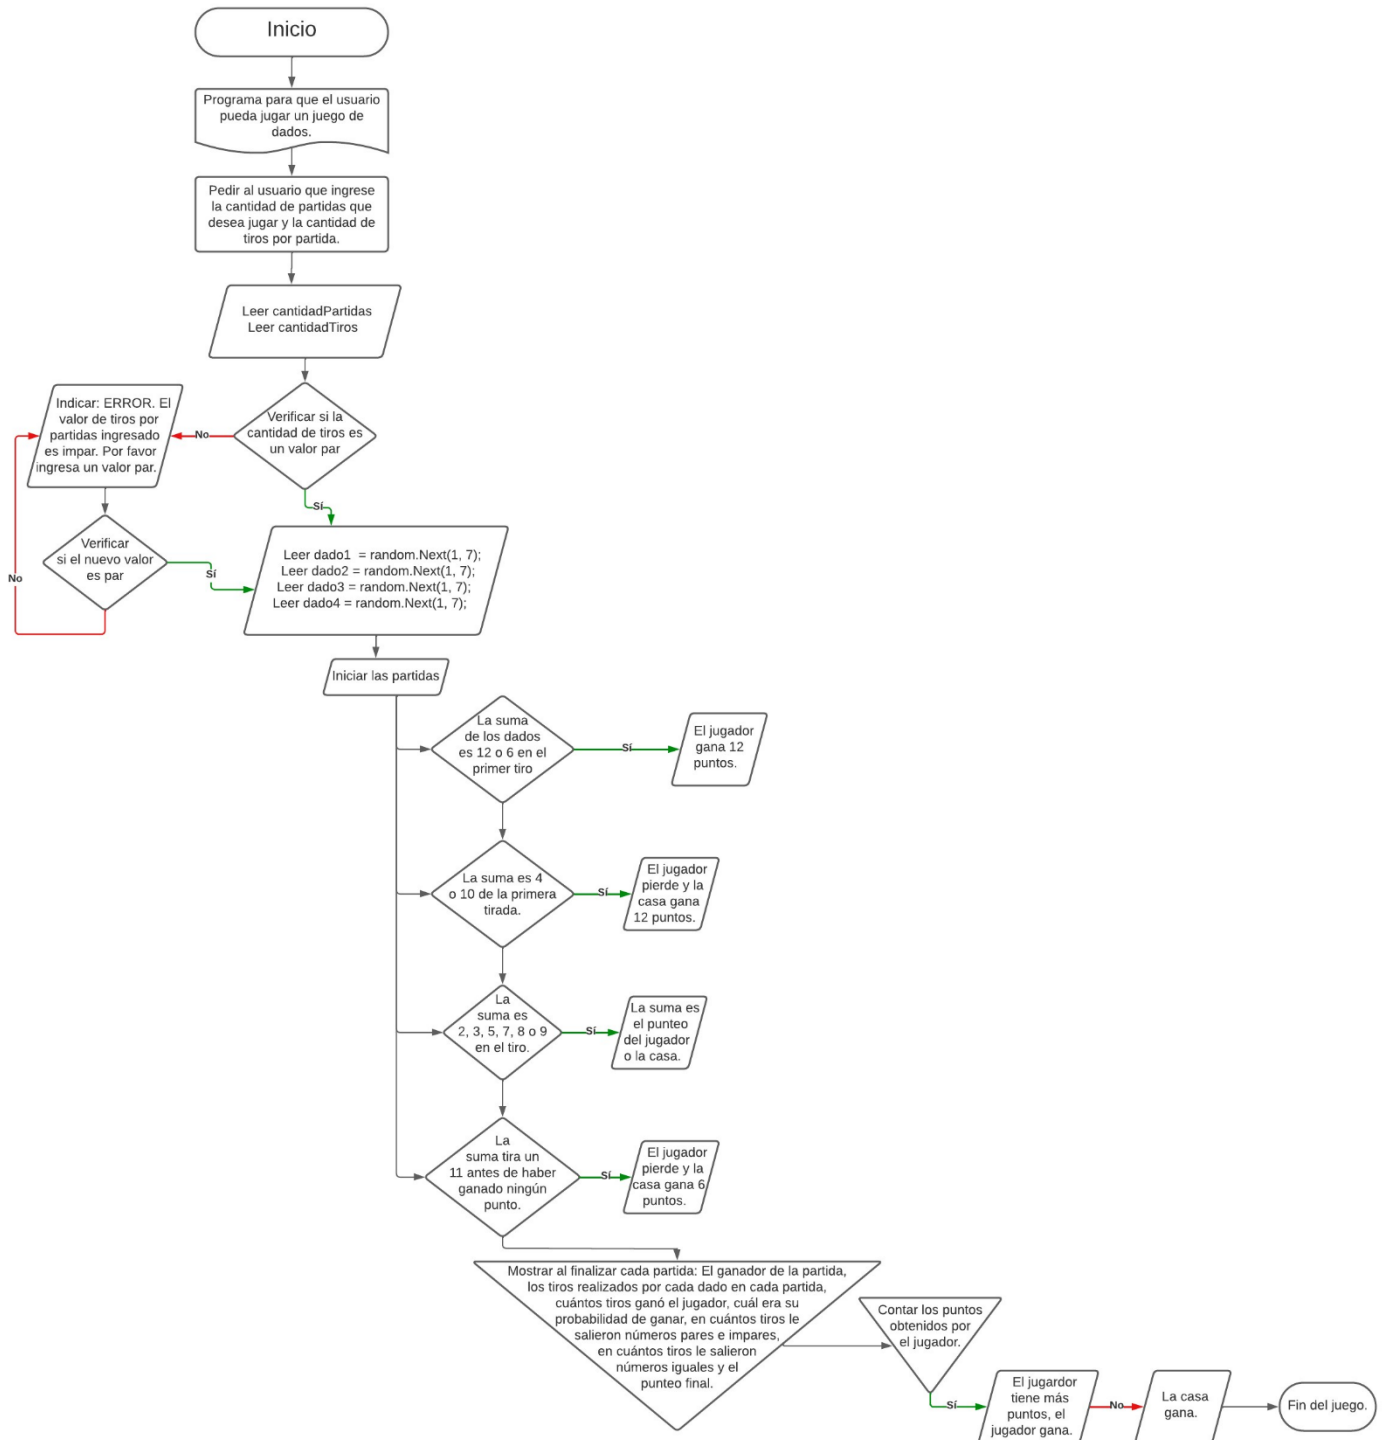 Inicio
Programa para que el usuario
pueda jugar un juego de
dados.
Pedir al usuario que ingrese
la cantidad de partidas que
desea jugar y la cantidad de
tiros por partida.
Leer cantidadPartidas
Leer cantidadTiros
Verificar si la
cantidad de tiros es
un valor par
No
Indicar: ERROR. El
valor de tiros por
partidas ingresado
es impar. Por favor
ingresa un valor par.
Sí
Verificar
si el nuevo valor
es par
No
Sí
Leer dado1 = random.Next(1, 7);
Leer dado2 = random.Next(1, 7);
Leer dado3 = random.Next(1, 7);
Leer dado4 = random.Next(1, 7);
Iniciar las partidas
La suma
de los dados
es 12 o 6 en el
primer tiro
Sí
El jugador
gana 12
puntos.
La suma es 4
o 10 de la primera
tirada.
Sí
El jugador
pierde y la
casa gana
12 puntos.
La
suma es
2, 3, 5, 7, 8 o 9
en el tiro.
Sí
La suma es
el punteo
del jugador
o la casa.
La
suma tira un
11 antes de haber
ganado ningún
punto.
Sí
El jugador
pierde y la
casa gana 6
puntos.
Mostrar al finalizar cada partida: El ganador de la partida,
los tiros realizados por cada dado en cada partida,
cuántos tiros ganó el jugador, cuál era su
probabilidad de ganar, en cuántos tiros le
salieron números pares e impares,
en cuántos tiros le salieron
números iguales y el
punteo final.
Contar los puntos
obtenidos por
el jugador.
Sí
El jugardor
tiene más
puntos, el
jugador gana.
No
La casa
gana.
Fin del juego.